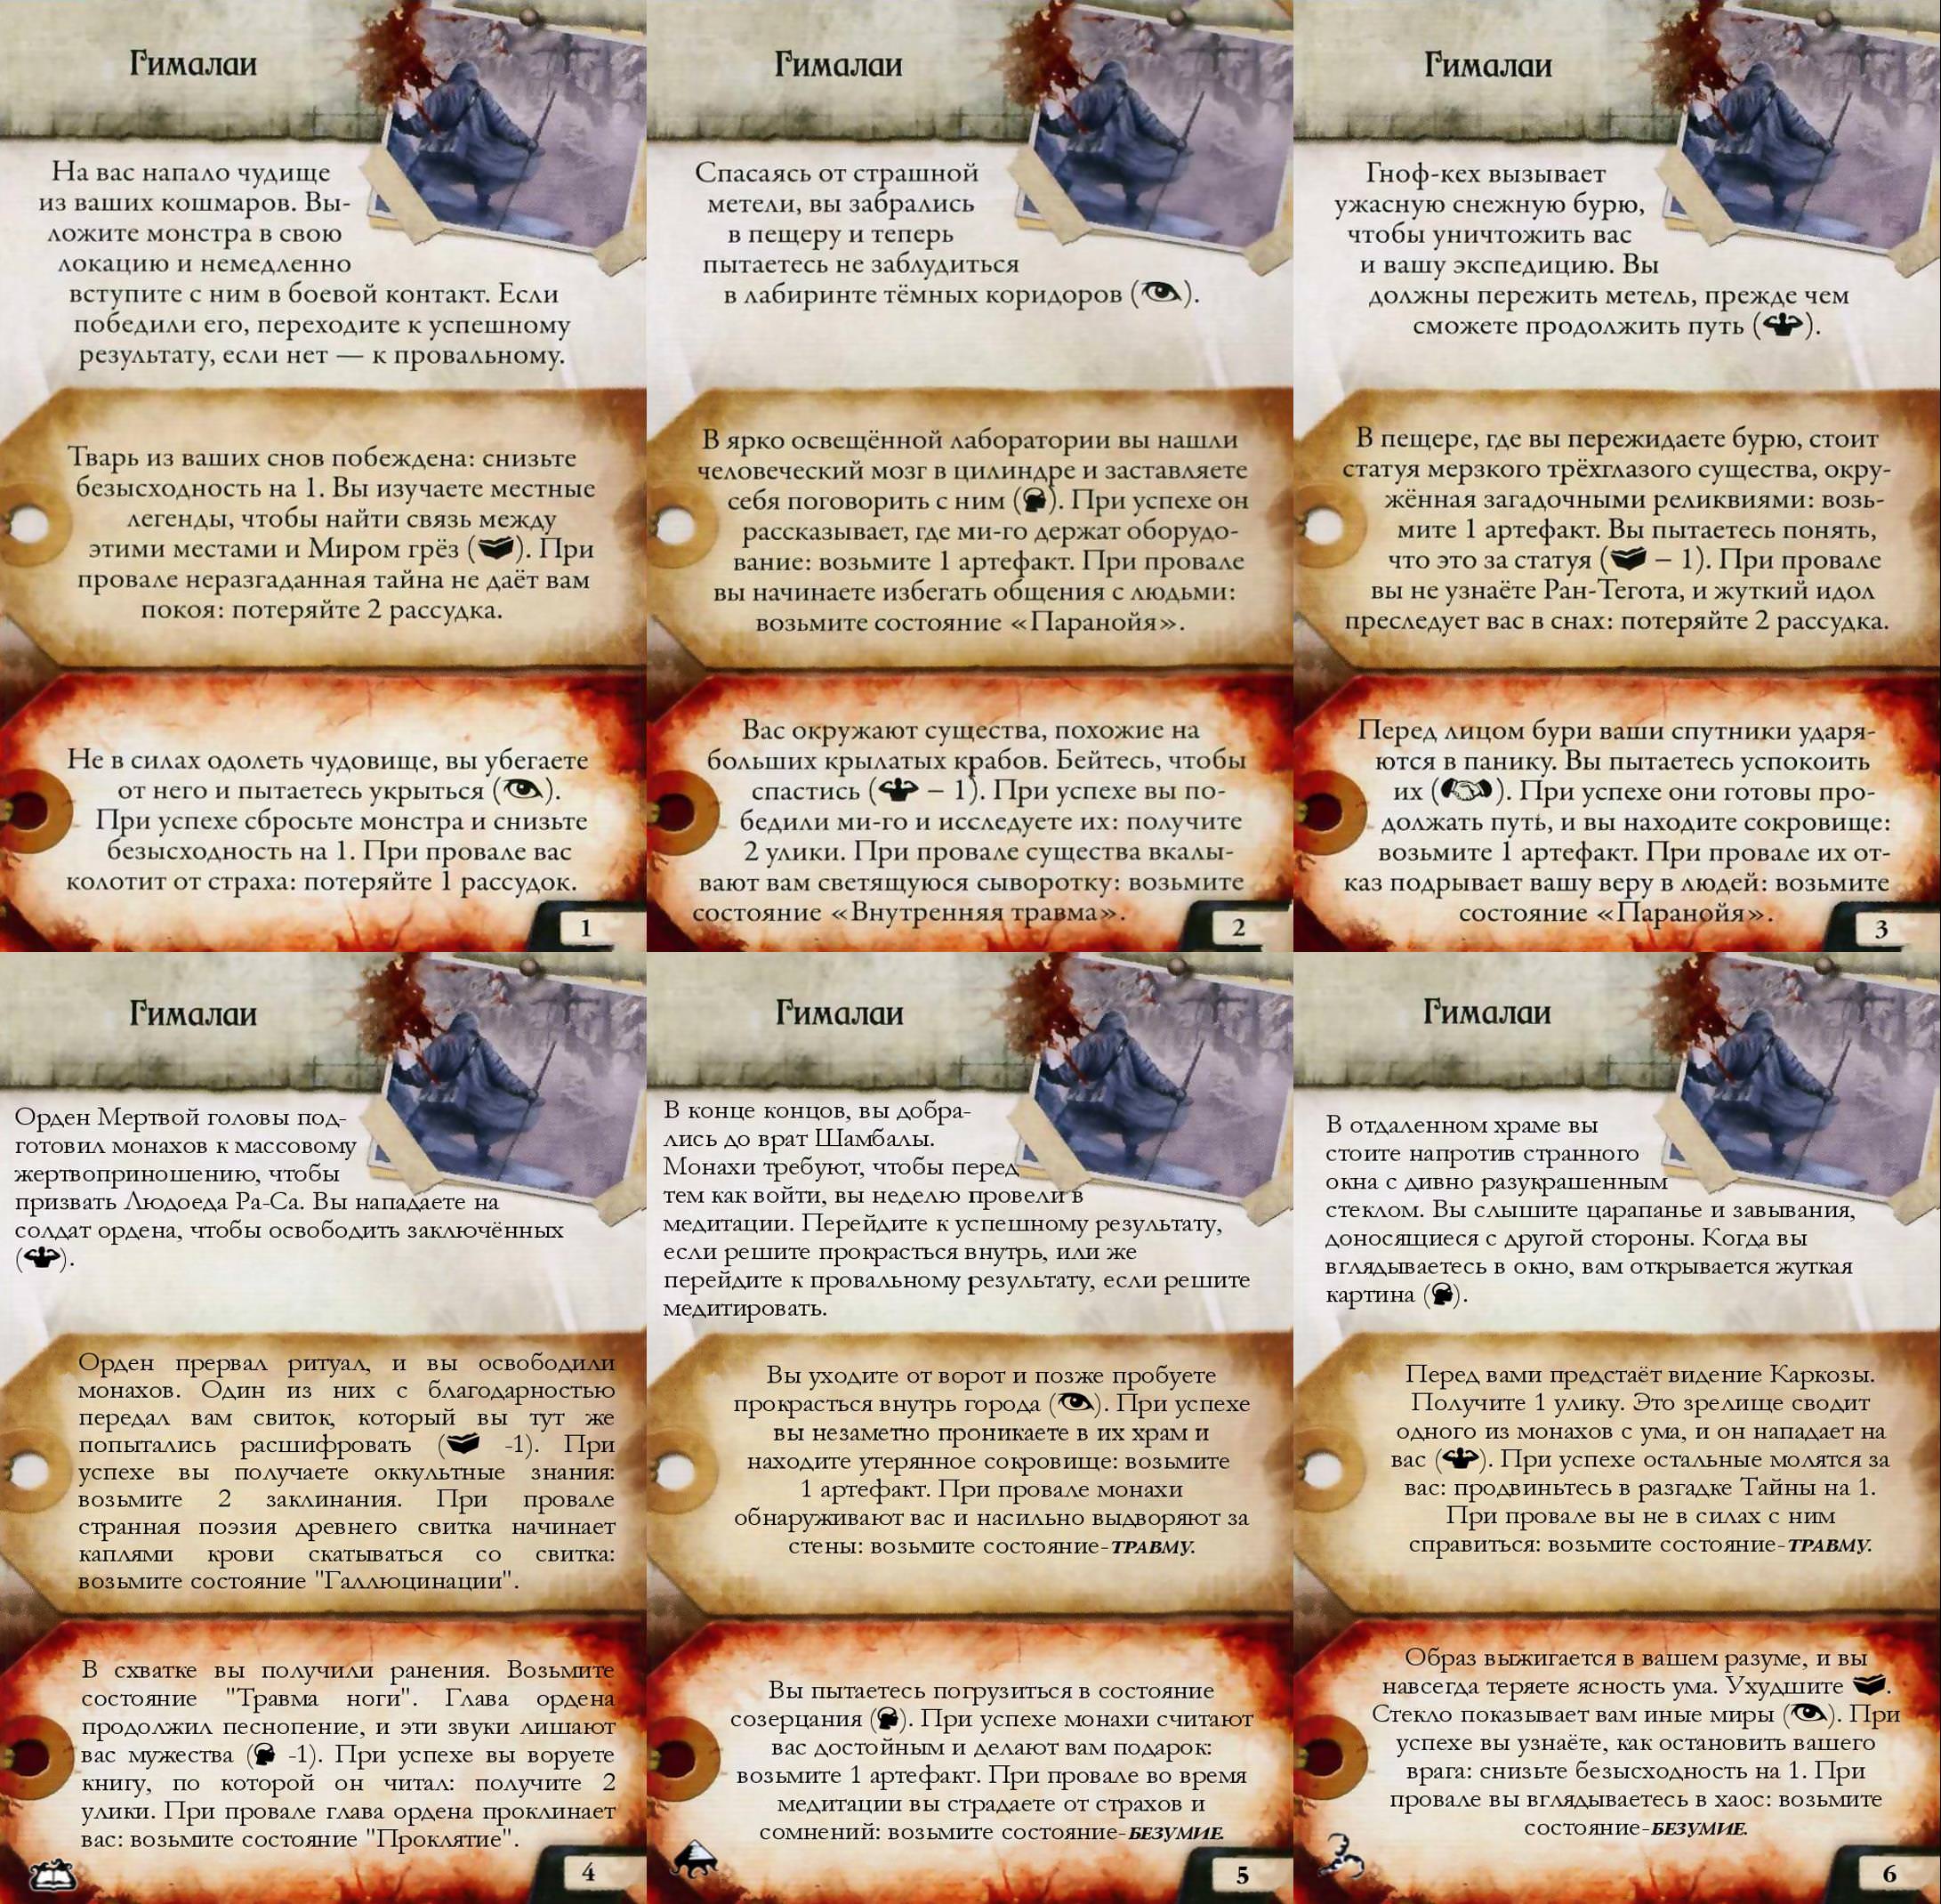 Гималаи
На вас напало чудище
из ваших кошмаров. Вы-
ложите монстра в свою
локацию и немедленно
вступите с ним в боевой контакт. Если
победили его, переходите к успешному
результату, если нет — к провальному.
Тварь из ваших снов побеждена: снизьте
безысходность на 1. Вы изучаете местные
легенды, чтобы найти связь между
этими местами и Миром грёз ( ). При
провале неразгаданная тайна не даёт вам
покоя: потеряйте 2 рассудка.
Не в силах одолеть чудовище, вы убегаете
от него и пытаетесь укрыться ( ).
При успехе сбросьте монстра и снизьте
безысходность на 1. При провале вас
колотит от страха: потеряйте 1 рассудок.
1
Гималаи
Спасаясь от страшной
метели, вы забрались
в пещеру и теперь
пытаетесь не заблудиться
в лабиринте тёмных коридоров ( ).
В ярко освещённой лаборатории вы нашли
человеческий мозг в цилиндре и заставляете
себя поговорить с ним ( ). При успехе он
рассказывает, где ми-го держат оборудо-
вание: возьмите 1 артефакт. При провале
вы начинаете избегать общения с людьми:
возьмите состояние «Паранойя».
Вас окружают существа, похожие на
больших крылатых крабов. Бейтесь, чтобы
спастись ( – 1). При успехе вы по-
бедили ми-го и исследуете их: получите
2 улики. При провале существа вкалы-
вают вам светящуюся сыворотку: возьмите
состояние «Внутренняя травма».
2
Гималаи
Гноф-кех вызывает
ужасную снежную бурю,
чтобы уничтожить вас
и вашу экспедицию. Вы
должны пережить метель, прежде чем
сможете продолжить путь ( ).
В пещере, где вы пережидаете бурю, стоит
статуя мерзкого трёхглазого существа, окру-
жённая загадочными реликвиями: возь-
мите 1 артефакт. Вы пытаетесь понять,
что это за статуя ( – 1). При провале
вы не узнаёте Ран-Тегота, и жуткий идол
преследует вас в снах: потеряйте 2 рассудка.
Перед лицом бури ваши спутники ударя-
ются в панику. Вы пытаетесь успокоить
их ( ). При успехе они готовы про-
должать путь, и вы находите сокровище:
возьмите 1 артефакт. При провале их от-
каз подрывает вашу веру в людей: возьмите
состояние «Паранойя».
3
Гималаи
Орден Мертвой головы под-
готовил монахов к массовому
жертвоприношению, чтобы
призвать Людоеда Ра-Са. Вы нападаете на
солдат ордена, чтобы освободить заключённых
( ).
Орден прервал ритуал, и вы освободили
монахов. Один из них с благодарностью
передал вам свиток, который вы тут же
попытались расшифровать ( -1). При
успехе вы получаете оккультные знания:
возьмите 2 заклинания. При провале
странная поэзия древнего свитка начинает
каплями крови скатываться со свитка:
возьмите состояние "Галлюцинации".
В схватке вы получили ранения. Возьмите
состояние "Травма ноги". Глава ордена
продолжил песнопение, и эти звуки лишают
вас мужества ( -1). При успехе вы воруете
книгу, по которой он читал: получите 2
улики. При провале глава ордена проклинает
вас: возьмите состояние "Проклятие".
4
Гималаи
В конце концов, вы добра-
лись до врат Шамбалы.
Монахи требуют, чтобы перед
тем как войти, вы неделю провели в
медитации. Перейдите к успешному результату,
если решите прокрасться внутрь, или же
перейдите к провальному результату, если решите
медитировать.
Вы уходите от ворот и позже пробуете
прокрасться внутрь города ( ). При успехе
вы незаметно проникаете в их храм и
находите утерянное сокровище: возьмите
1 артефакт. При провале монахи
обнаруживают вас и насильно выдворяют за
стены: возьмите состояние-ТРАВМУ.
Вы пытаетесь погрузиться в состояние
созерцания ( ). При успехе монахи считают
вас достойным и делают вам подарок:
возьмите 1 артефакт. При провале во время
медитации вы страдаете от страхов и
сомнений: возьмите состояние-БЕЗУМИЕ.
5
Гималаи
В отдаленном храме вы
стоите напротив странного
окна с дивно разукрашенным
стеклом. Вы слышите царапанье и завывания,
доносящиеся с другой стороны. Когда вы
вглядываетесь в окно, вам открывается жуткая
картина ( ).
Перед вами предстаёт видение Каркозы.
Получите 1 улику. Это зрелище сводит
одного из монахов с ума, и он нападает на
вас ( ). При успехе остальные молятся за
вас: продвиньтесь в разгадке Тайны на 1.
При провале вы не в силах с ним
справиться: возьмите состояние-ТРАВМУ.
Образ выжигается в вашем разуме, и вы
навсегда теряете ясность ума. Ухудшите .
Стекло показывает вам иные миры ( ). При
успехе вы узнаёте, как остановить вашего
врага: снизьте безысходность на 1. При
провале вы вглядываетесь в хаос: возьмите
состояние-БЕЗУМИЕ.
6